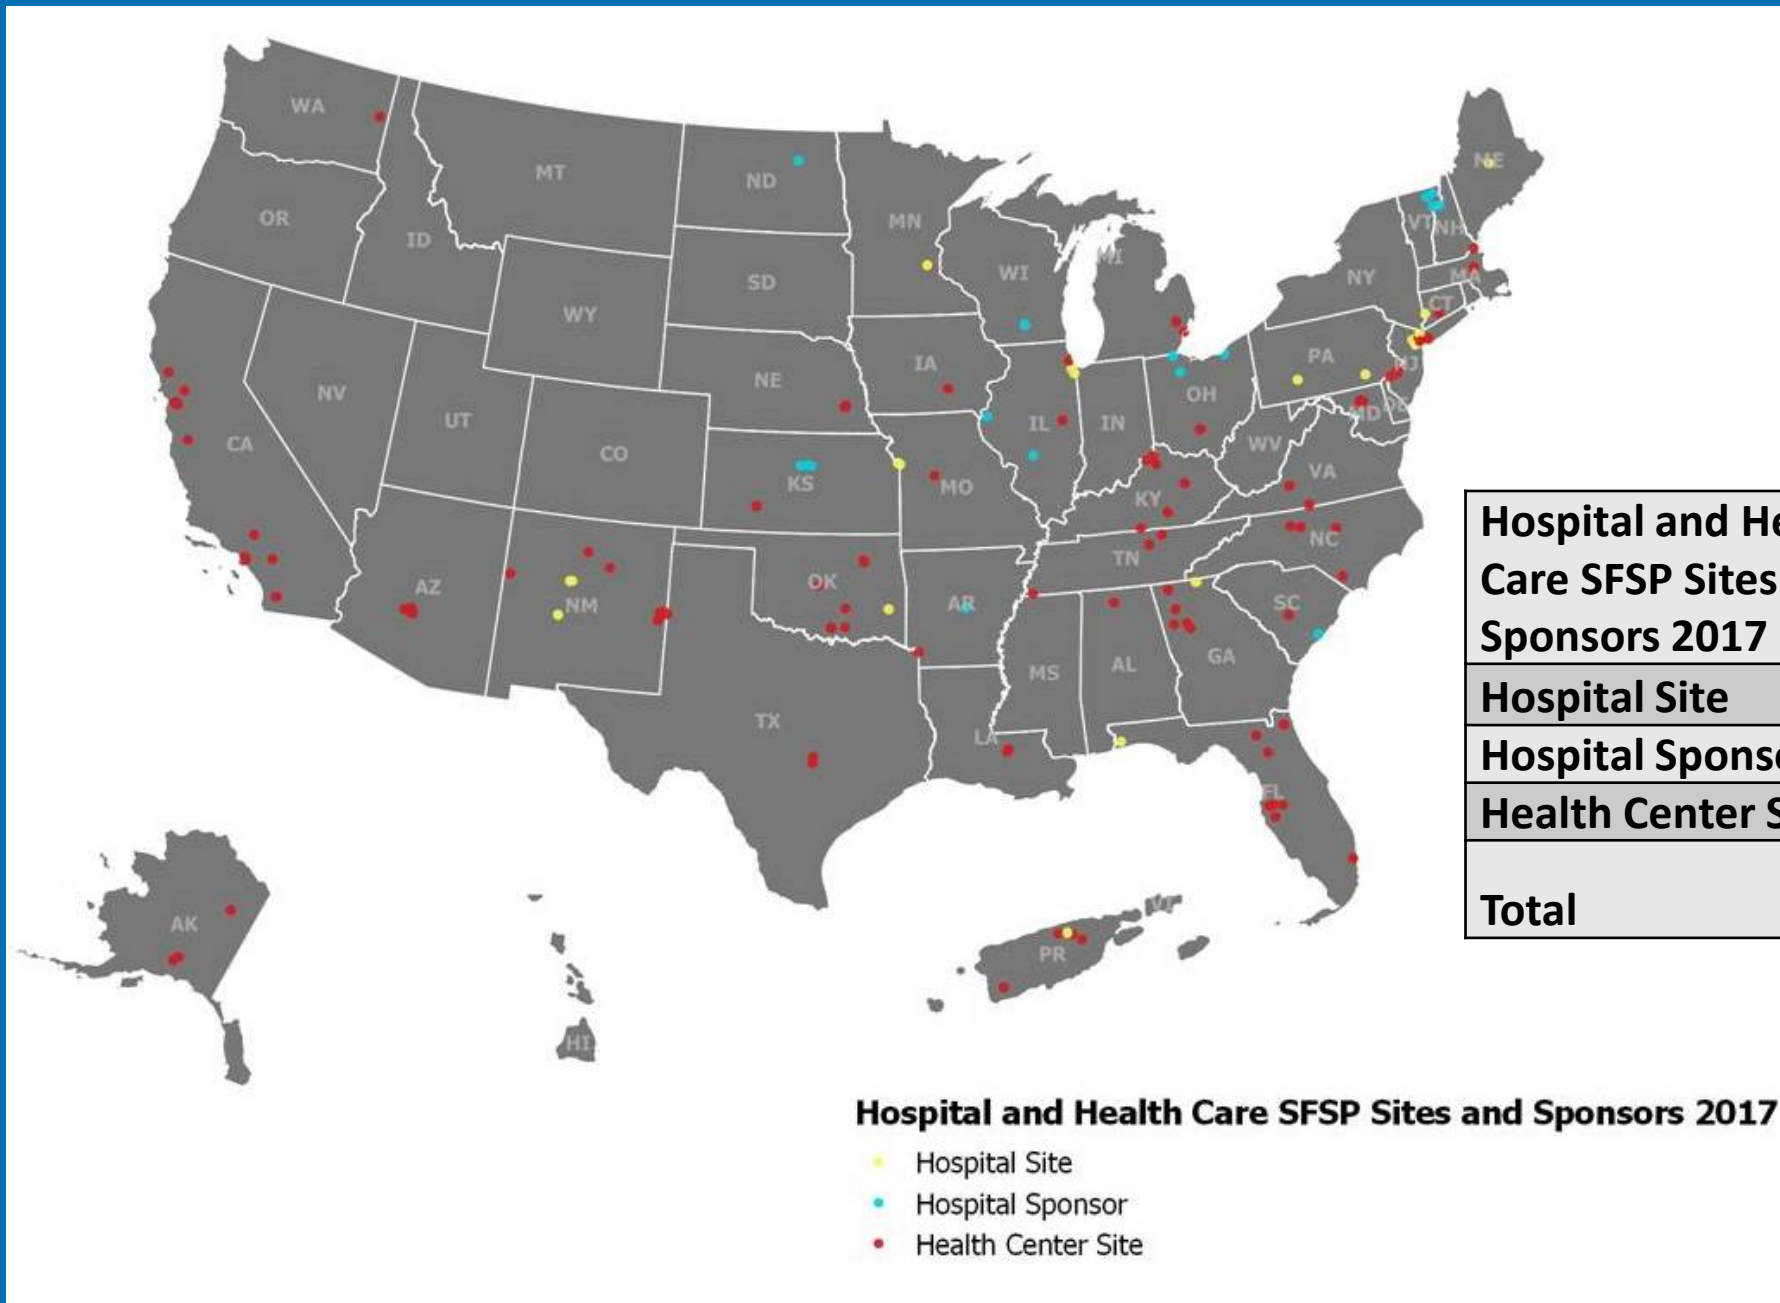 WA
MT
ND
ME
OR
ID
MN
VT
NH
SD
WI
MI
NY
MA
WY
CT
IA
PA
NJ
NV
NE
OH
UT
IL
IN
MD
DE
CA
CO
KS
MO
WV
VA
KY
AZ
OK
TN
NC
NM
AR
SC
MS
AL
GA
TX
LA
FL
AK
VI
PR
HI
Hospital and He
Care SFSP Sites
Sponsors 2017
Hospital Site
Hospital Sponso
Health Center S
Total
Hospital and Health Care SFSP Sites and Sponsors 2017
Hospital Site
Hospital Sponsor
Health Center Site